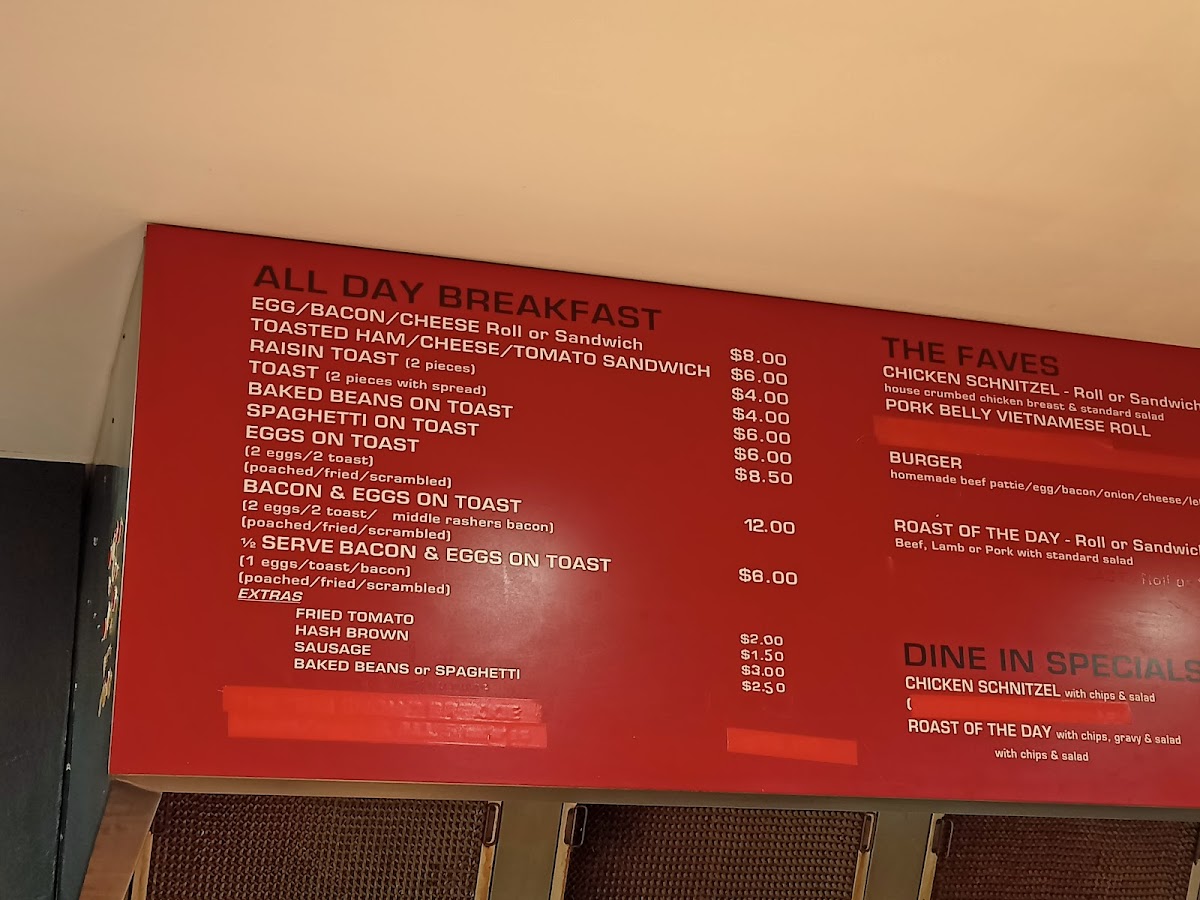 ALL DAY BREAKFAST
EGG/BACON/CHEESE Roll or Sandwich $8.00
TOASTED HAM/CHEESE/TOMATO SANDWICH $6.00
RAISIN TOAST (2 pieces) $4.00
TOAST (2 pieces with spread) $4.00
BAKED BEANS ON TOAST $6.00
SPAGHETTI ON TOAST $6.00
EGGS ON TOAST $8.50
(2 eggs/2 toast)
(poached/fried/scrambled)
BACON & EGGS ON TOAST 12.00
(2 eggs/2 toast/ middle rashers bacon)
(poached/fried/scrambled)
½ SERVE BACON & EGGS ON TOAST $6.00
(1 eggs/toast/bacon)
(poached/fried/scrambled)
EXTRAS
FRIED TOMATO $2.00
HASH BROWN $1.50
SAUSAGE $3.00
BAKED BEANS or SPAGHETTI $2.50
THE FAVES
CHICKEN SCHNITZEL - Roll or Sandwich
house crumbed chicken breast & standard salad
PORK BELLY VIETNAMESE ROLL
BURGER
homemade beef pattie/egg/bacon/onion/cheese/
ROAST OF THE DAY - Roll or Sandwich
Beef, Lamb or Pork with standard salad
Roll or
DINE IN SPECIALS
CHICKEN SCHNITZEL with chips & salad
(
ROAST OF THE DAY with chips, gravy & salad
with chips & salad